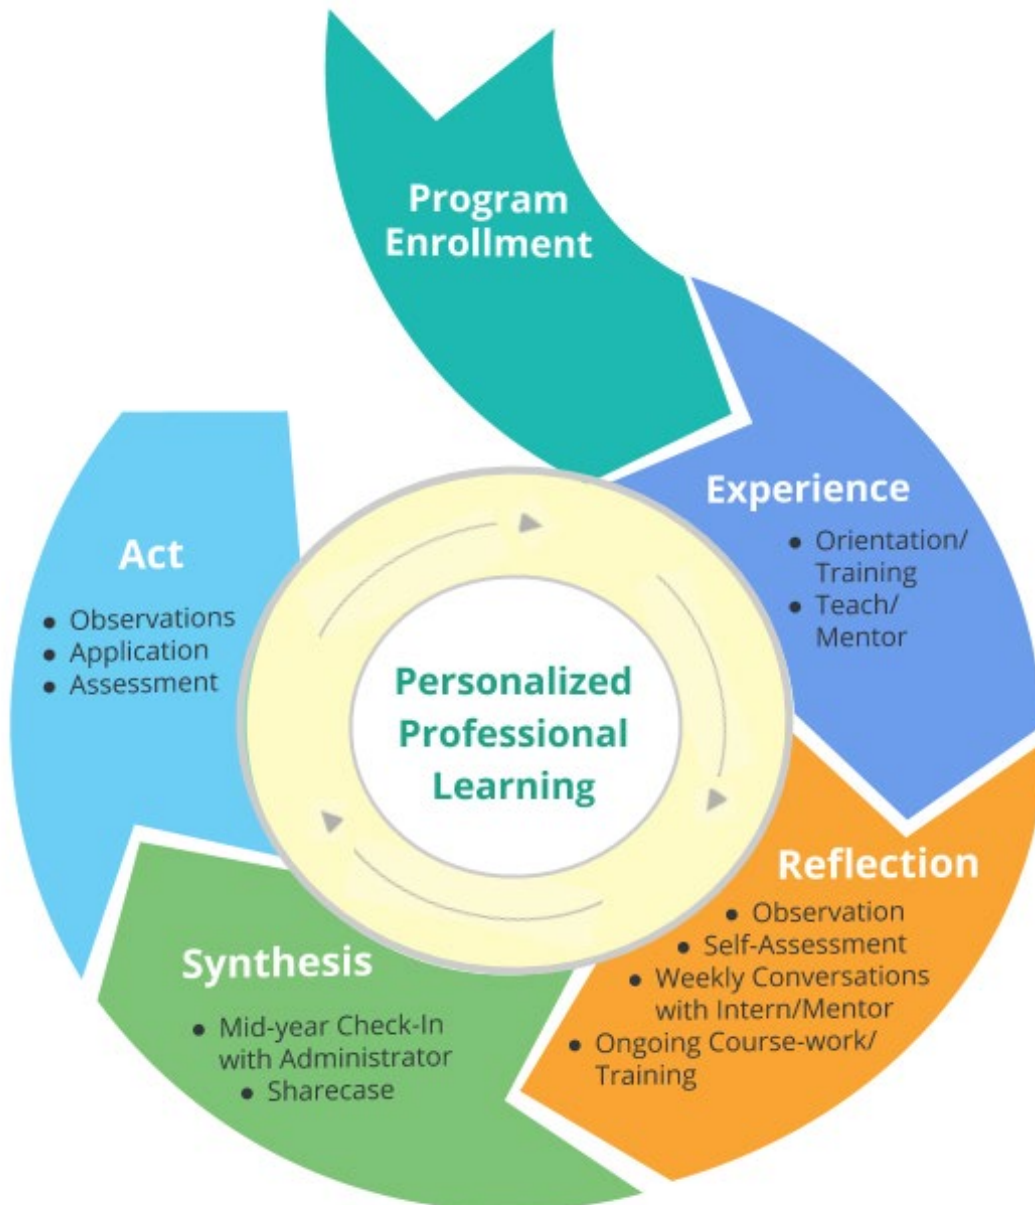 Program
Enrollment
Experience
● Orientation/
Training
● Teach/
Mentor
Reflection
● Observation
● Self-Assessment
● Weekly Conversations
with Intern/Mentor
● Ongoing Course-work/
Training
Synthesis
● Mid-year Check-In
with Administrator
● Sharecase
Act
● Observations
● Application
● Assessment
Personalized
Professional
Learning